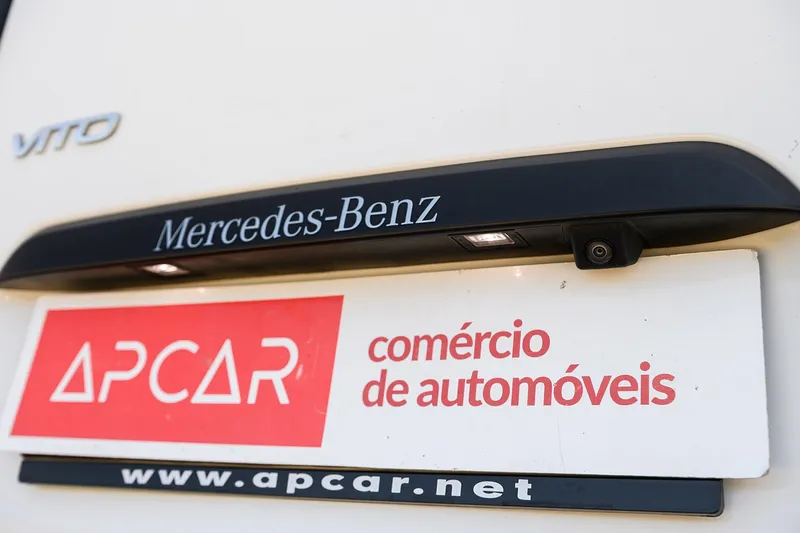 VITO
Mercedes-Benz
APCAR
comércio
de automóveis
www.apcar.net